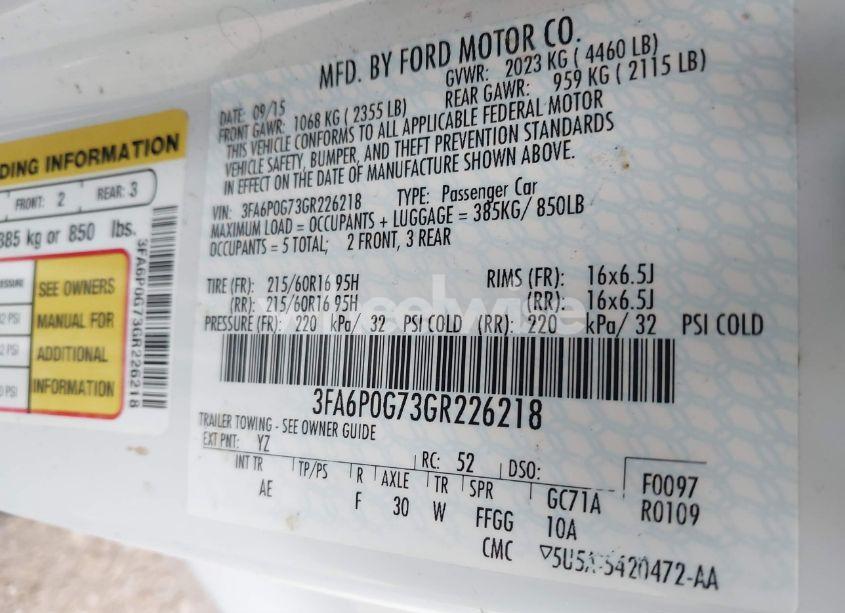 MFD. BY FORD MOTOR CO.
DATE: 09/15 GVWR: 2023 KG ( 4460 LB)
FRONT GAWR: 1068 KG ( 2355 LB) REAR GAWR: 959 KG ( 2115 LB)
THIS VEHICLE CONFORMS TO ALL APPLICABLE FEDERAL MOTOR
VEHICLE SAFETY, BUMPER, AND THEFT PREVENTION STANDARDS
IN EFFECT ON THE DATE OF MANUFACTURE SHOWN ABOVE.
VIN: 3FA6P0G73GR226218 TYPE: Passenger Car
MAXIMUM LOAD = OCCUPANTS + LUGGAGE = 385KG/ 850LB
OCCUPANTS = 5 TOTAL; 2 FRONT, 3 REAR
TIRE (FR): 215/60R16 95H RIMS (FR): 16x6.5J
(RR): 215/60R16 95H (RR): 16x6.5J
PRESSURE (FR): 220 kPa/ 32 PSI COLD (RR): 220 kPa/ 32 PSI COLD
3FA6P0G73GR226218
TRAILER TOWING - SEE OWNER GUIDE
EXT PNT: YZ RC: 52 DSO: F0097
INT TR TP/PS R AXLE TR SPR GC71A R0109
AE F 30 W FFGG 10A
CMC 5U5A-5420472-AA
INFORMATION
FRONT: 2 REAR: 3
385 kg or 850 lbs.
SEE OWNERS
MANUAL FOR
ADDITIONAL
INFORMATION
3FA6P0G73GR226218